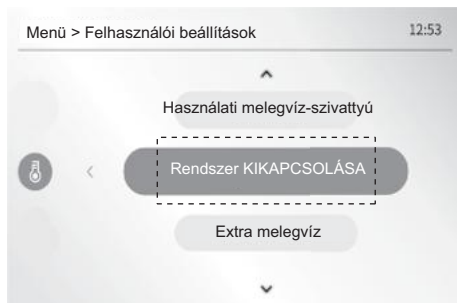 Menü > Felhasználói beállítások 12:53
Használati melegvíz-szivattyú
Rendszer KIKAPCSOLÁSA
Extra melegvíz